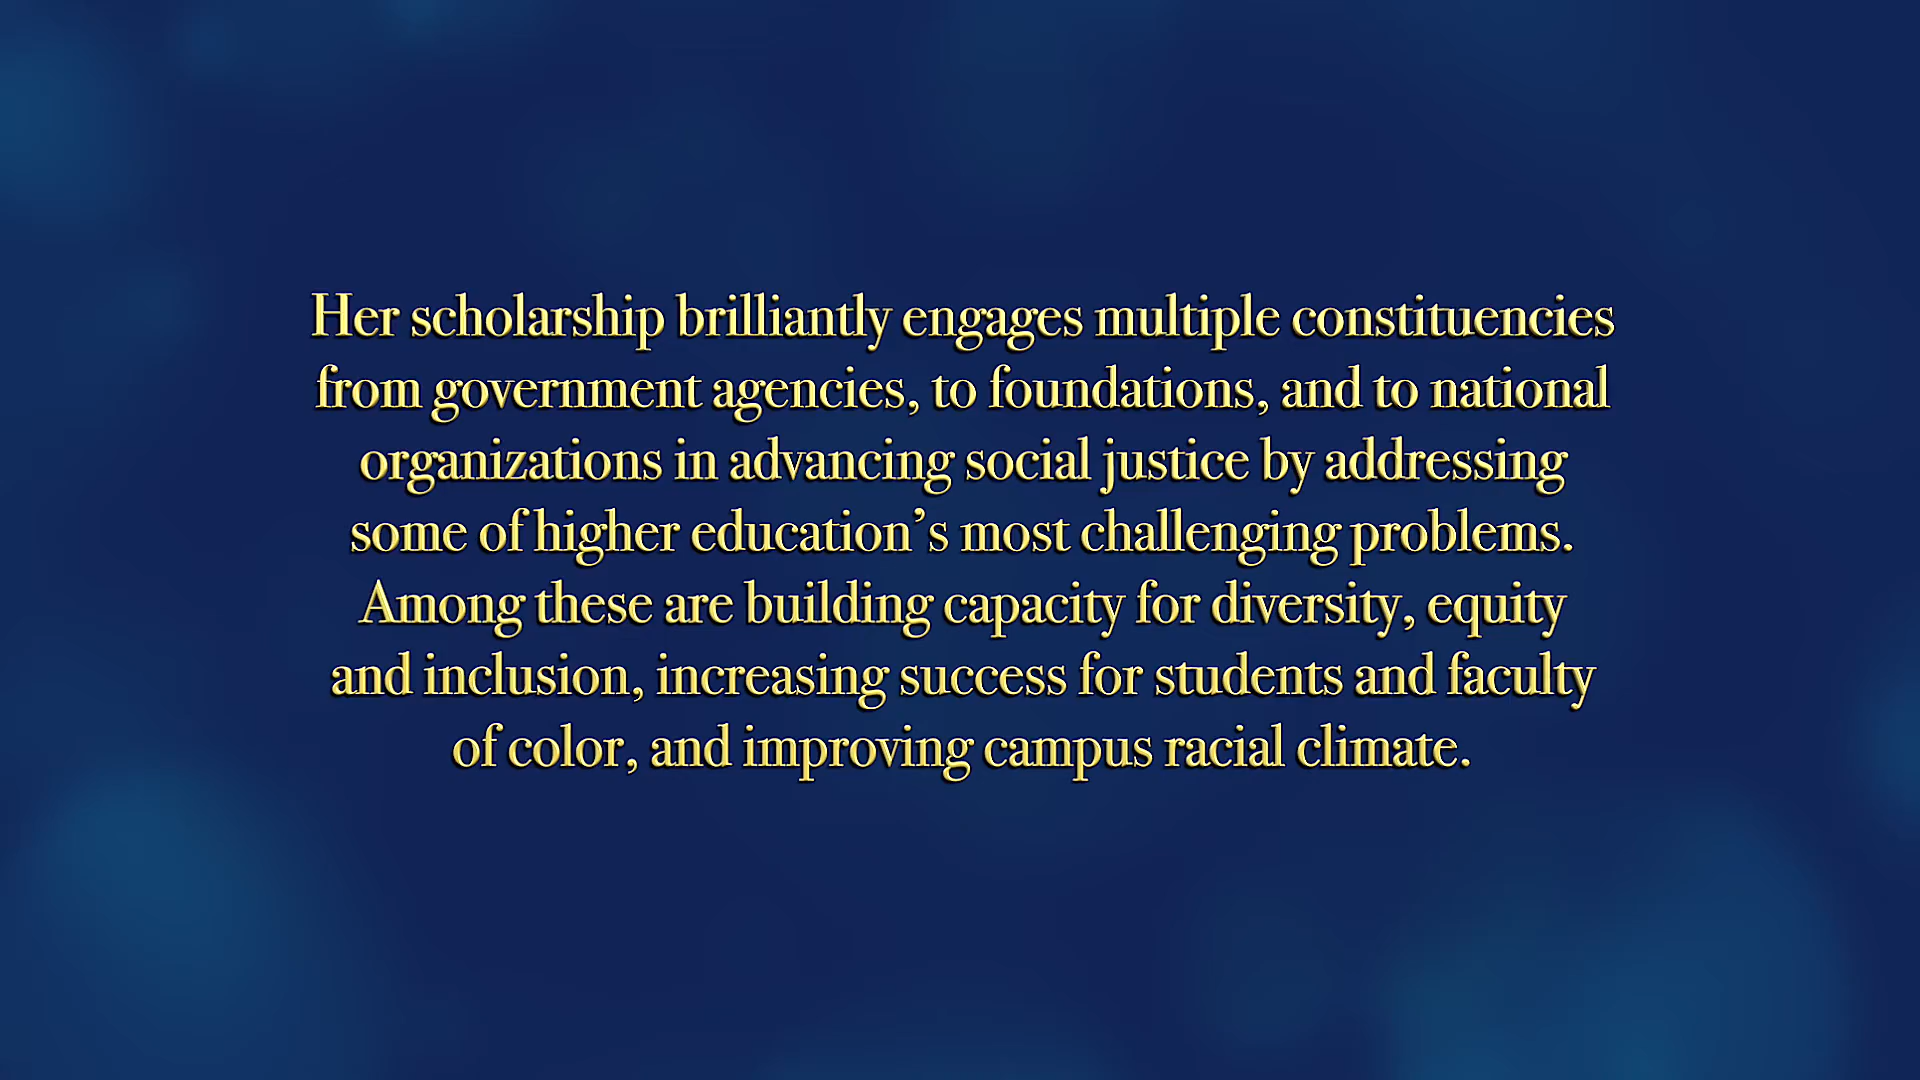 Her scholarship brilliantly engages multiple constituencies
from government agencies, to foundations, and to national
organizations in advancing social justice by addressing
some of higher education’s most challenging problems.
Among these are building capacity for diversity, equity
and inclusion, increasing success for students and faculty
of color, and improving campus racial climate.